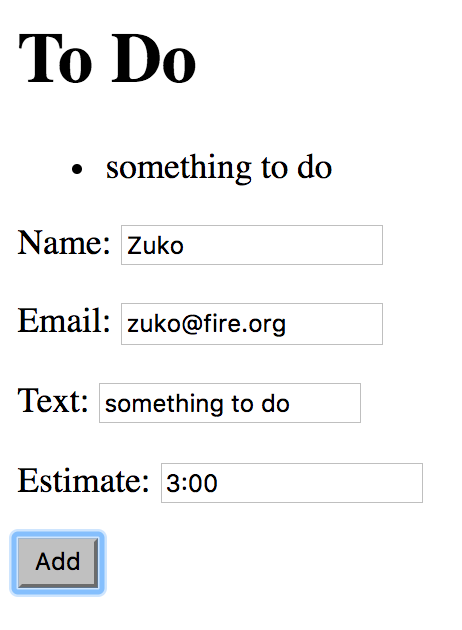 To Do
• something to do
Name: Zuko
Email: zuko@fire.org
Text: something to do
Estimate: 3:00
Add